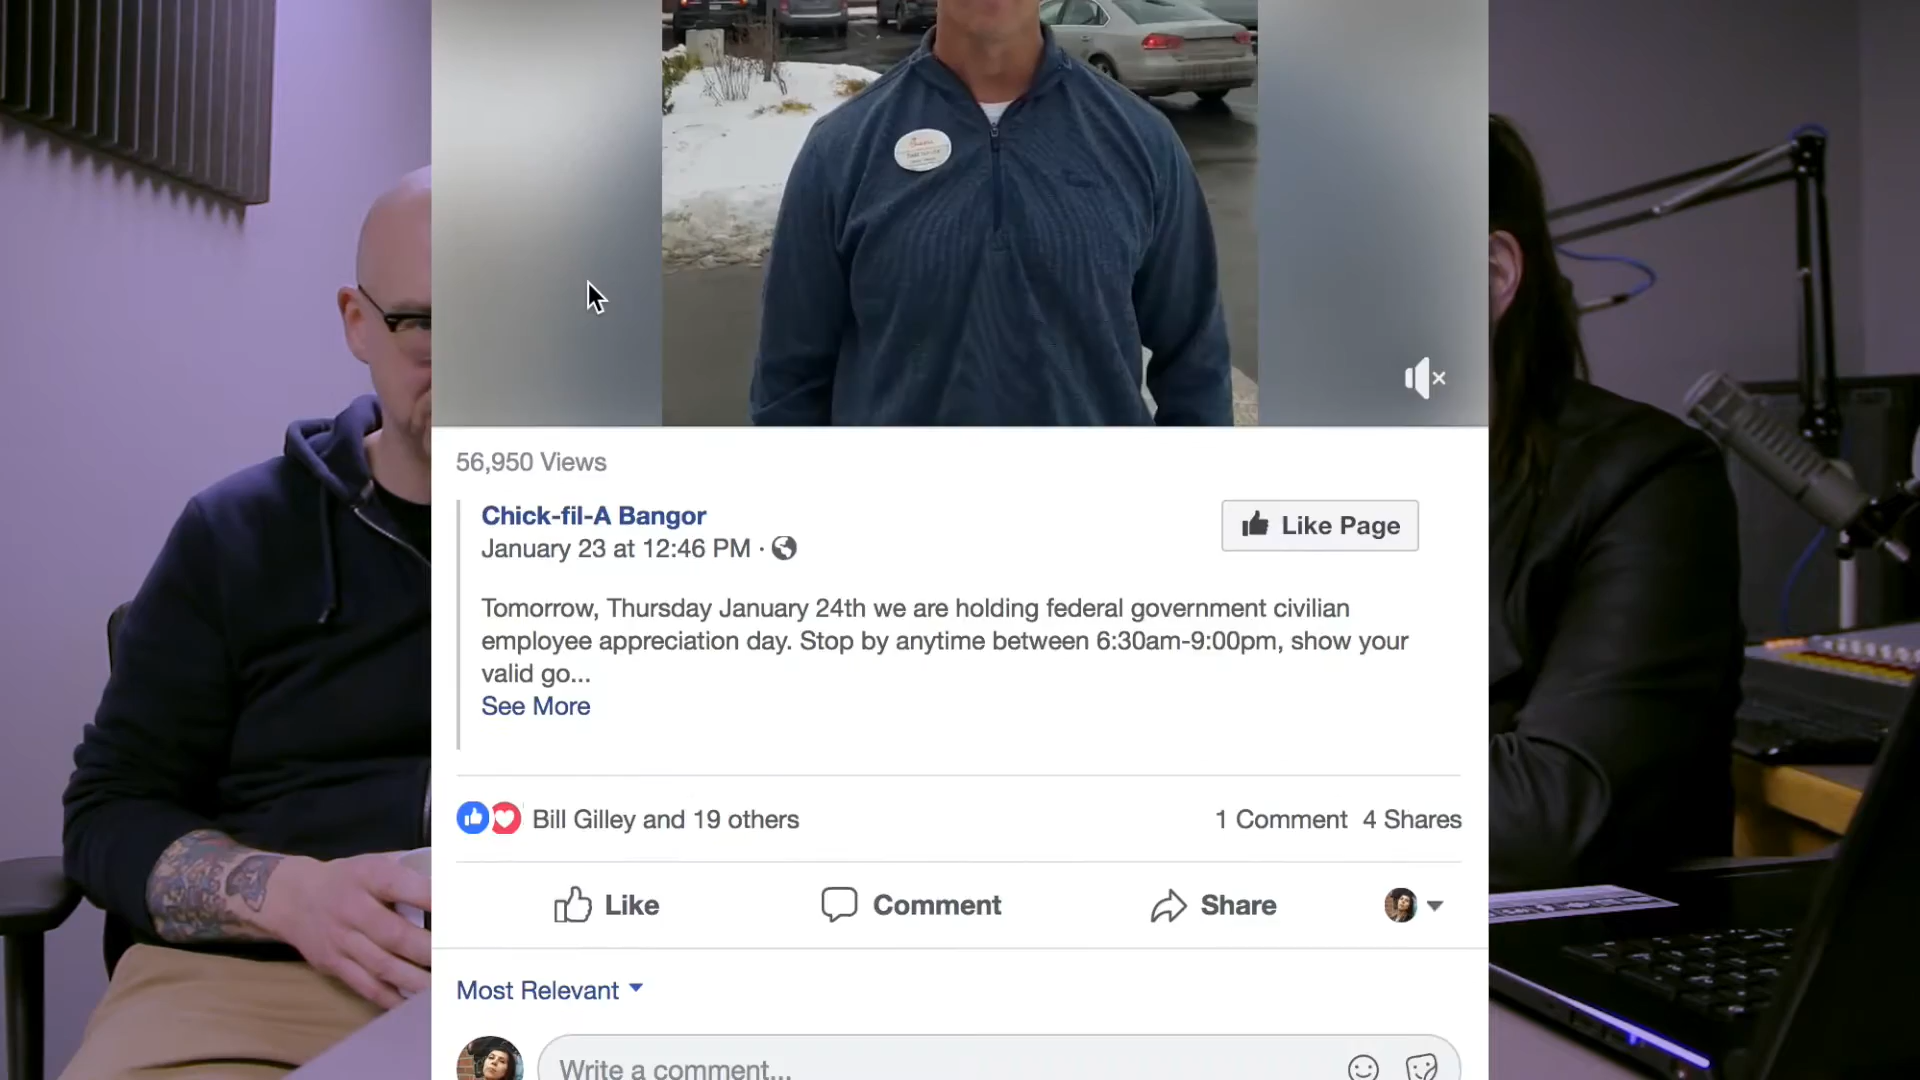 56,950 Views
Chick-fil-A Bangor
Like Page
January 23 at 12:46 PM ·
Tomorrow, Thursday January 24th we are holding federal government civilian
employee appreciation day. Stop by anytime between 6:30am-9:00pm, show your
valid go...
See More
Bill Gilley and 19 others
1 Comment 4 Shares
Like
Comment
Share
Most Relevant
Write a comment...